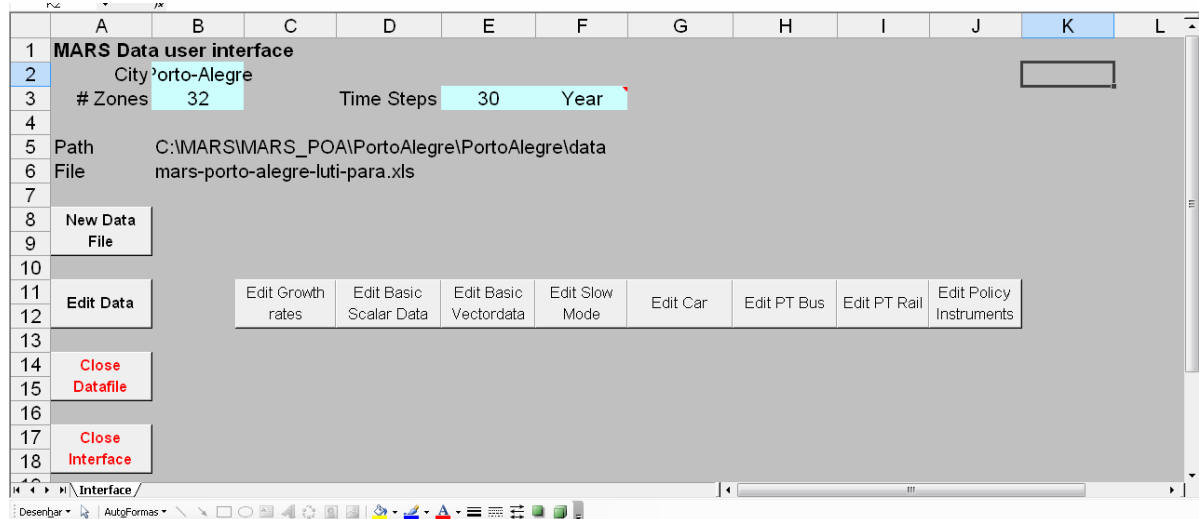 A B C D E F G H I J K L
1 MARS Data user interface
2 City Porto-Alegre
3 # Zones 32 Time Steps 30 Year
4
5 Path C:\MARS\MARS_POA\PortoAlegre\PortoAlegre\data
6 File mars-porto-alegre-luti-para.xls
7
8 New Data
9 File
10
11 Edit Data Edit Growth Edit Basic Edit Basic Edit Slow Edit Car Edit PT Bus Edit PT Rail Edit Policy
12 rates Scalar Data Vectordata Mode Instruments
13
14 Close
15 Datafile
16
17 Close
18 Interface
Interface
Desenhar AutoFormas